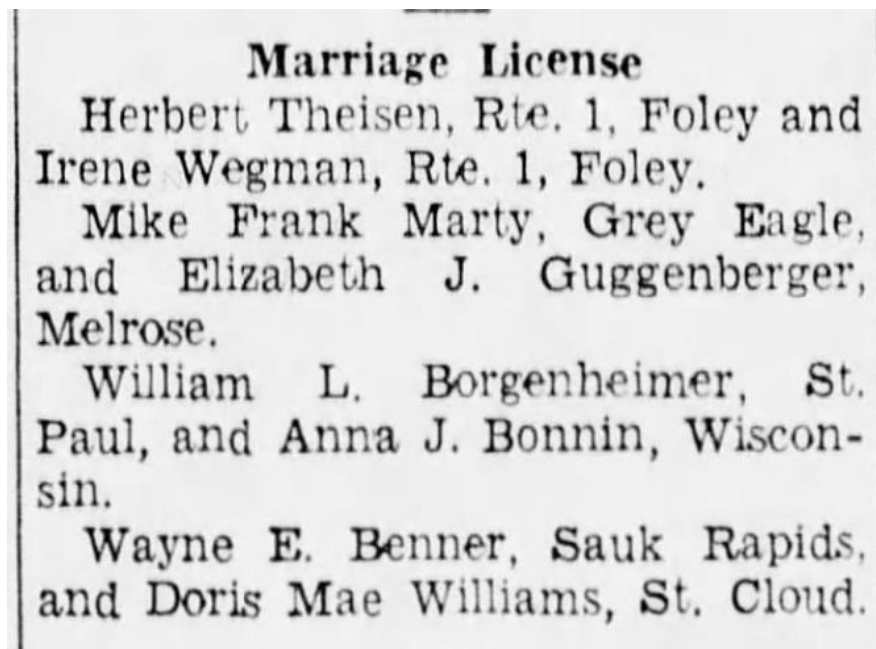 Marriage License
Herbert Theisen, Rte. 1, Foley and
Irene Wegman, Rte. 1, Foley.
Mike Frank Marty, Grey Eagle,
and Elizabeth J. Guggenberger,
Melrose.
William L. Borgenheimer, St.
Paul, and Anna J. Bonnin, Wiscon-
sin.
Wayne E. Benner, Sauk Rapids,
and Doris Mae Williams, St. Cloud.